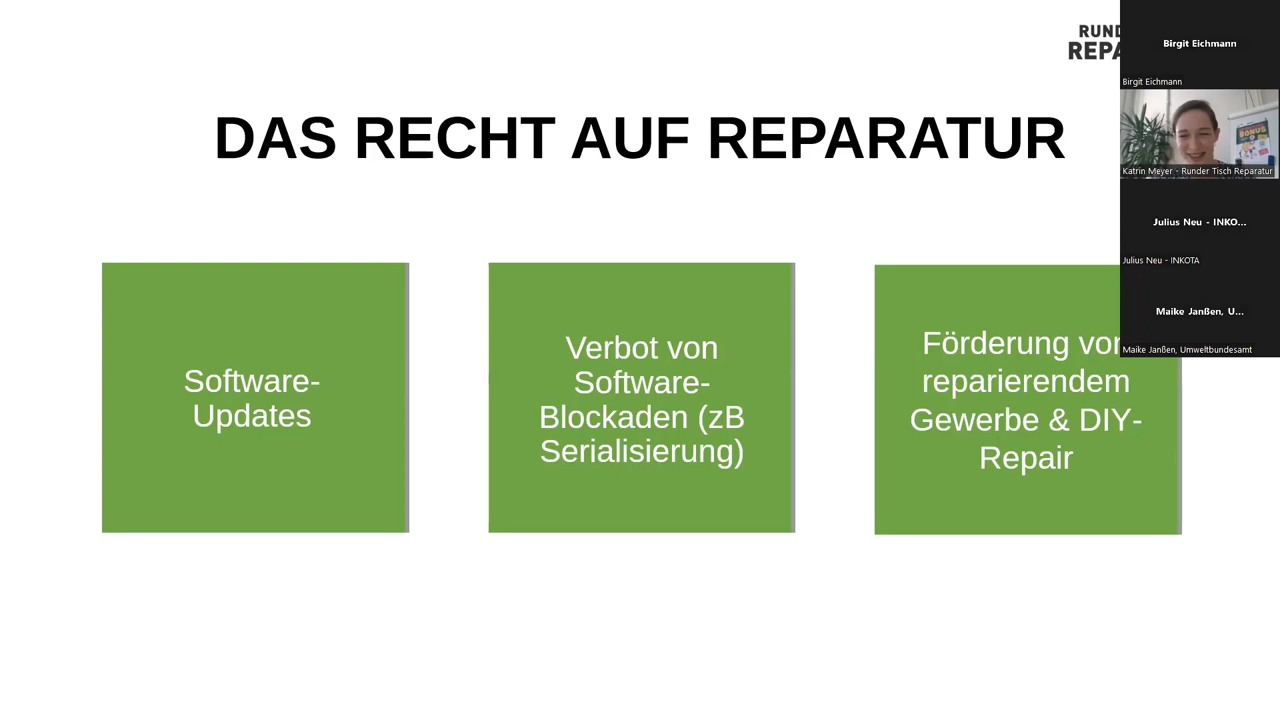 RUND
REPA
DAS RECHT AUF REPARATUR
Software-
Updates
Verbot von
Software-
Blockaden (zB
Serialisierung)
Förderung von
reparierendem
Gewerbe & DIY-
Repair
Birgit Eichmann
Birgit Eichmann
BONUS
Katrin Meyer - Runder Tisch Reparatur
Julius Neu - INKO...
Julius Neu - INKOTA
Maike Janßen, U...
Maike Janßen, Umweltbundesamt